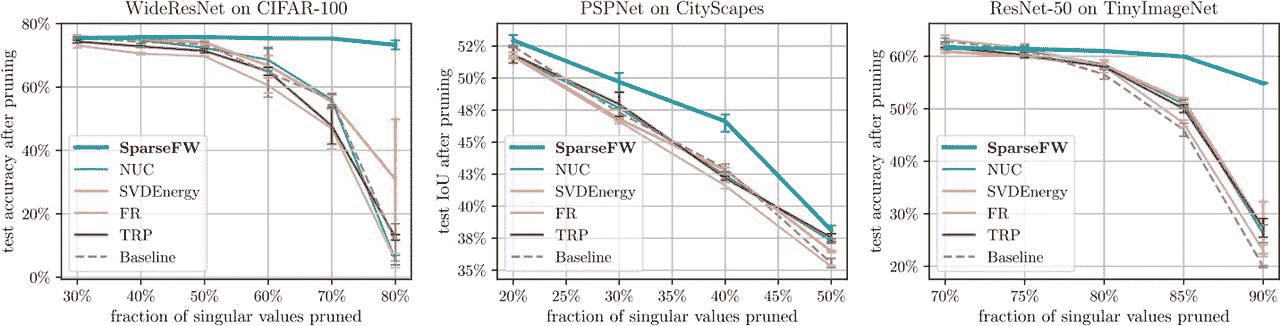 WideResNet on CIFAR-100
test accuracy after pruning
80%
60%
40%
20%
0%
SparseFW
NUC
SVDEnergy
FR
TRP
Baseline
30% 40% 50% 60% 70% 80%
fraction of singular values pruned
PSPNet on CityScapes
test IoU after pruning
52%
50%
48%
45%
43%
40%
38%
35%
SparseFW
NUC
SVDEnergy
FR
TRP
Baseline
20% 25% 30% 35% 40% 45% 50%
fraction of singular values pruned
ResNet-50 on TinyImageNet
test accuracy after pruning
60%
50%
40%
30%
20%
SparseFW
NUC
SVDEnergy
FR
TRP
Baseline
70% 75% 80% 85% 90%
fraction of singular values pruned